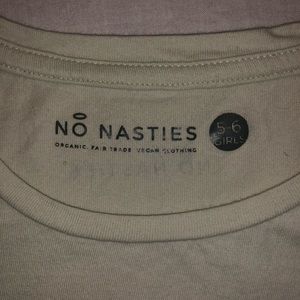 NO NASTIES
ORGANIC. FAIR TRADE. VEGAN CLOTHING
5-6
GIRLS